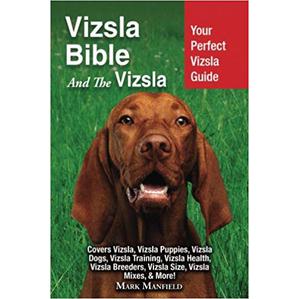 Vizsla
Bible
And The Vizsla
Your
Perfect
Vizsla
Guide
Covers Vizsla, Vizsla Puppies, Vizsla
Dogs, Vizsla Training, Vizsla Health,
Vizsla Breeders, Vizsla Size, Vizsla
Mixes, & More!
Mark Manfield